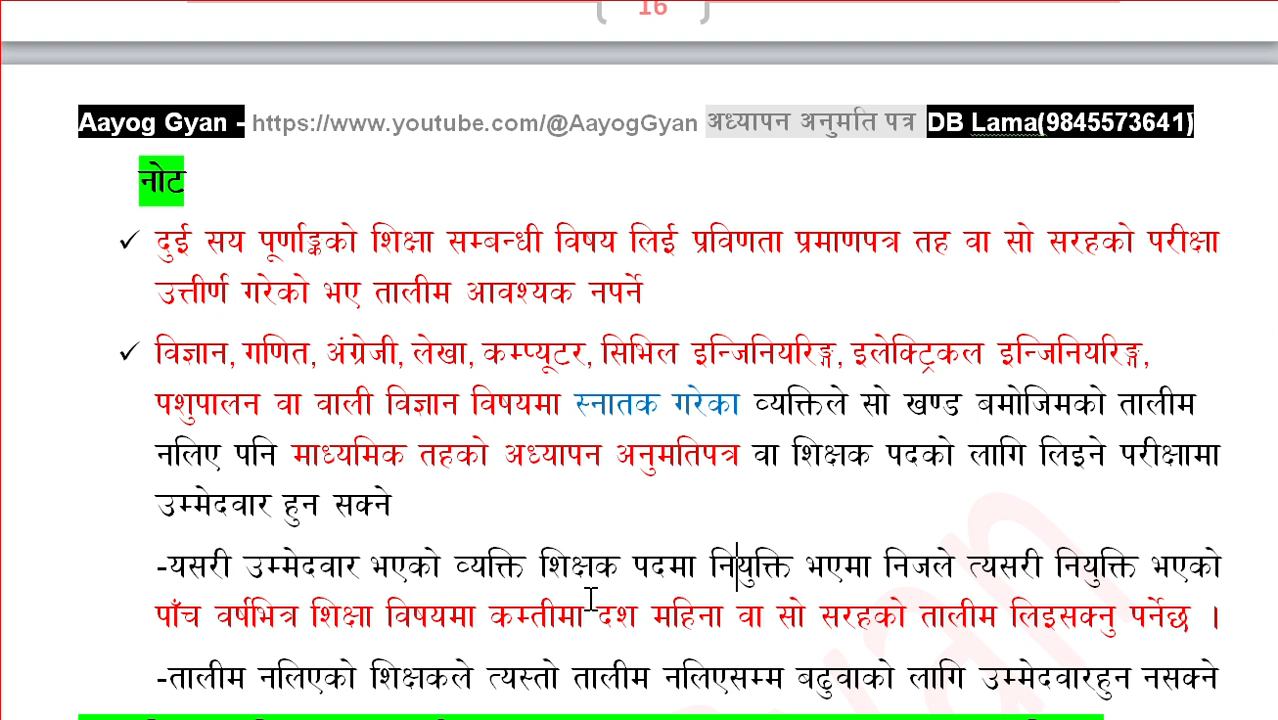 16
Aayog Gyan - https://www.youtube.com/@AayogGyan अध्यापन अनुमति पत्र DB Lama(9845573641)
नोट
✓ दुई सय पूर्णाङ्कको शिक्षा सम्बन्धी विषय लिई प्रविणता प्रमाणपत्र तह वा सो सरहको परीक्षा
उत्तीर्ण गरेको भए तालीम आवश्यक नपर्ने
✓ विज्ञान, गणित, अंग्रेजी, लेखा, कम्प्यूटर, सिभिल इन्जिनियरिङ्ग, इलेक्ट्रिकल इन्जिनियरिङ्ग,
पशुपालन वा वाली विज्ञान विषयमा स्नातक गरेका व्यक्तिले सो खण्ड बमोजिमको तालीम
नलिए पनि माध्यमिक तहको अध्यापन अनुमतिपत्र वा शिक्षक पदको लागि लिइने परीक्षामा
उम्मेदवार हुन सक्ने
-यसरी उम्मेदवार भएको व्यक्ति शिक्षक पदमा नियुक्ति भएमा निजले त्यसरी नियुक्ति भएको
पाँच वर्षभित्र शिक्षा विषयमा कम्तीमा दश महिना वा सो सरहको तालीम लिइसक्नु पर्नेछ ।
-तालीम नलिएको शिक्षकले त्यस्तो तालीम नलिएसम्म बढुवाको लागि उम्मेदवारहुन नसक्ने